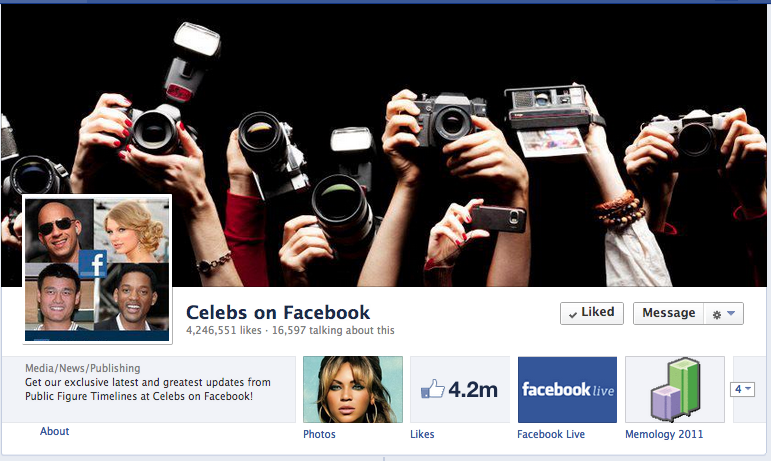 f
Celebs on Facebook
4,246,551 likes · 16,597 talking about this
Liked
Message
Media/News/Publishing
Get our exclusive latest and greatest updates from
Public Figure Timelines at Celebs on Facebook!
About
Photos
4.2m
Likes
facebook live
Facebook Live
Memology 2011
4